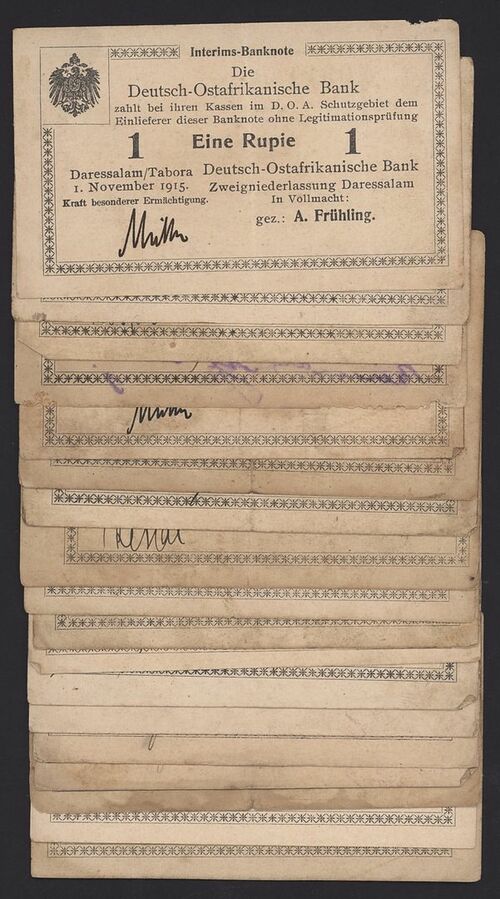 Interims-Banknote
Die
Deutsch-Ostafrikanische Bank
zahlt bei ihren Kassen im D. O. A. Schutzgebiet dem
Einlieferer dieser Banknote ohne Legitimationsprüfung
1 Eine Rupie 1
Daressalam/Tabora Deutsch-Ostafrikanische Bank
1. November 1915. Zweigniederlassung Daressalam
Kraft besonderer Ermächtigung. In Vollmacht:
gez.: A. Frühling.